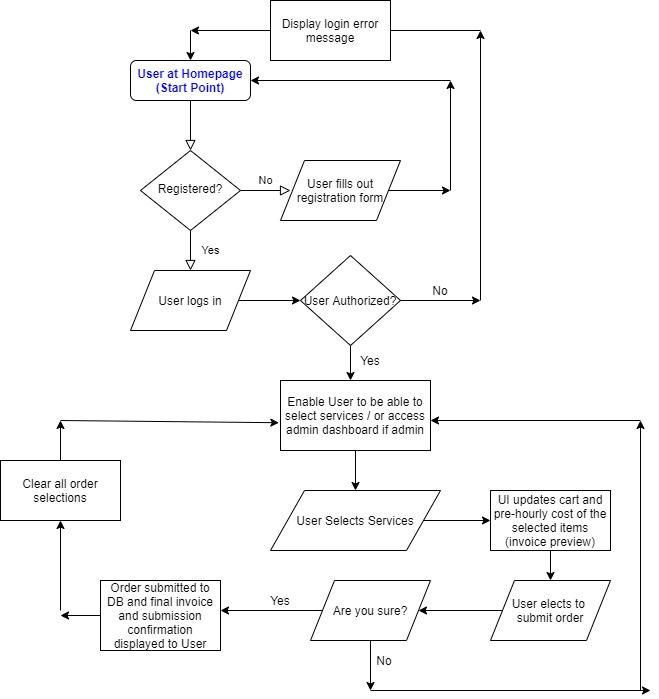 Display login error
message
User at Homepage
(Start Point)
Registered?
No
User fills out
registration form
Yes
User logs in
User Authorized?
No
Yes
Enable User to be able to
select services / or access
admin dashboard if admin
Clear all order
selections
User Selects Services
UI updates cart and
pre-hourly cost of the
selected items
(invoice preview)
Order submitted to
DB and final invoice
and submission
confirmation
displayed to User
Yes
Are you sure?
User elects to
submit order
No